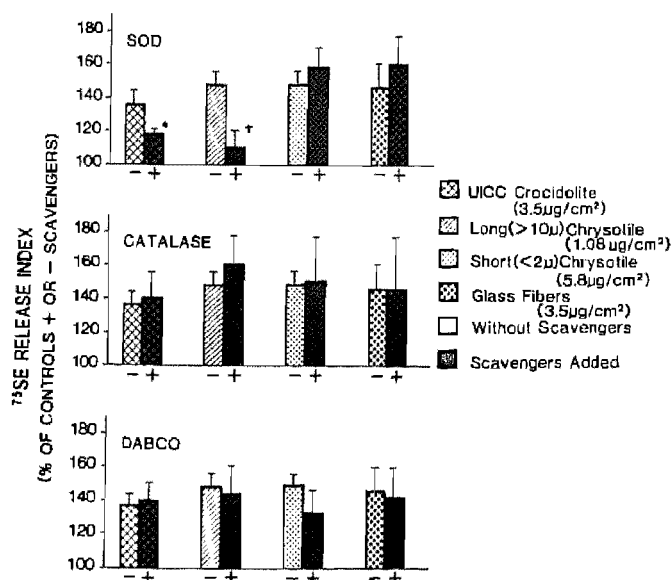 SOD
180
160
140
120
100
*
†
− + − + − + − +
CATALASE
180
160
140
120
100
− + − + − + − +
DABCO
180
160
140
120
100
− + − + − + − +
⁷⁵SE RELEASE INDEX
(% OF CONTROLS + OR − SCAVENGERS)
UICC Crocidolite
(3.5µg/cm²)
Long(>10µ)Chrysotile
(1.08µg/cm²)
Short(<2µ)Chrysotile
(5.8µg/cm²)
Glass Fibers
(3.5µg/cm²)
Without Scavengers
Scavengers Added